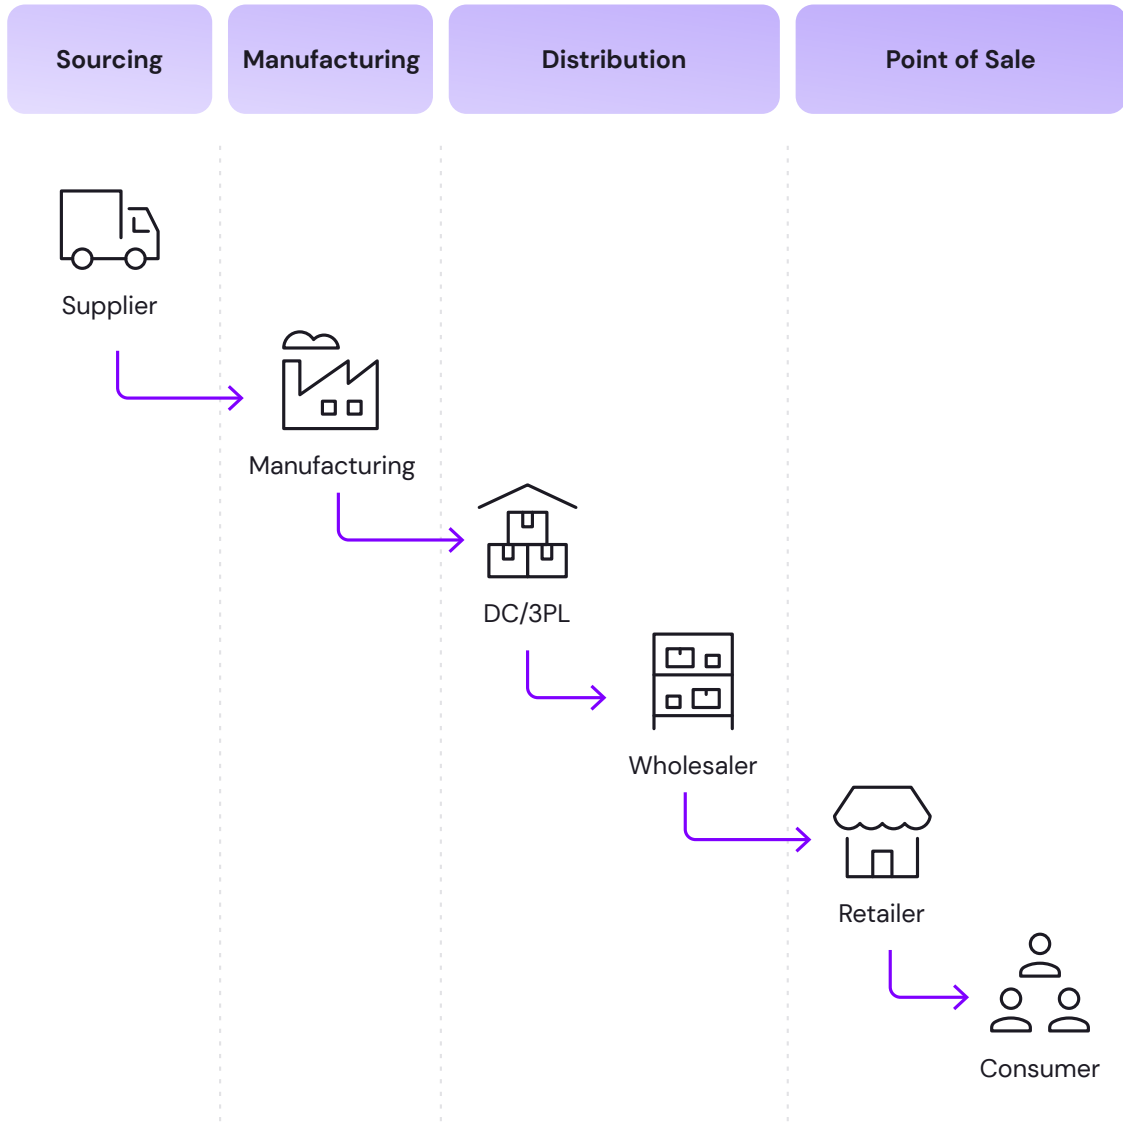 Sourcing
Manufacturing
Distribution
Point of Sale
Supplier
Manufacturing
DC/3PL
Wholesaler
Retailer
Consumer